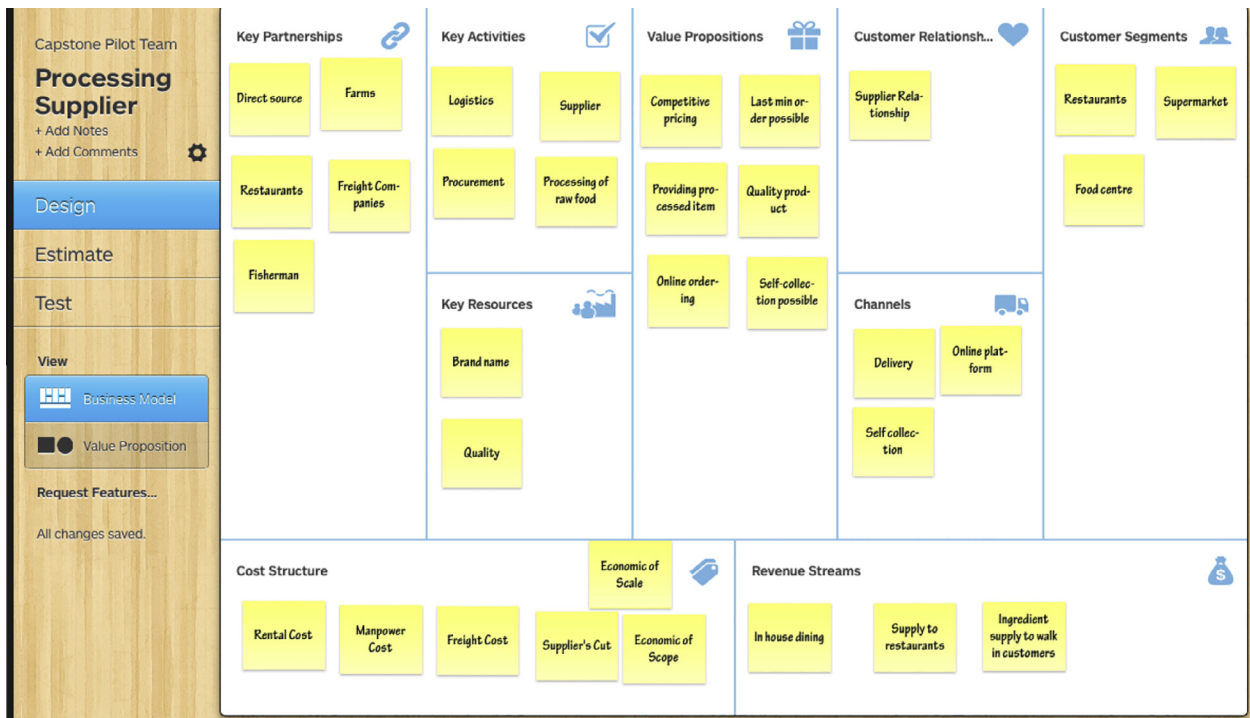 Capstone Pilot Team
Processing
Supplier
+ Add Notes
+ Add Comments
Design
Estimate
Test
View
Business Model
Value Proposition
Request Features...
All changes saved.
Key Partnerships
Direct source
Farms
Restaurants
Freight Com-
panies
Fisherman
Key Activities
Logistics
Supplier
Procurement
Processing of
raw food
Key Resources
Brand name
Quality
Value Propositions
Competitive
pricing
Last min or-
der possible
Providing pro-
cessed item
Quality prod-
uct
Online order-
ing
Self-collec-
tion possible
Customer Relationsh...
Supplier Rela-
tionship
Channels
Delivery
Online plat-
form
Self collec-
tion
Customer Segments
Restaurants
Supermarket
Food centre
Cost Structure
Economic of
Scale
Rental Cost
Manpower
Cost
Freight Cost
Supplier's Cut
Economic of
Scope
Revenue Streams
$
In house dining
Supply to
restaurants
Ingredient
supply to walk
in customers